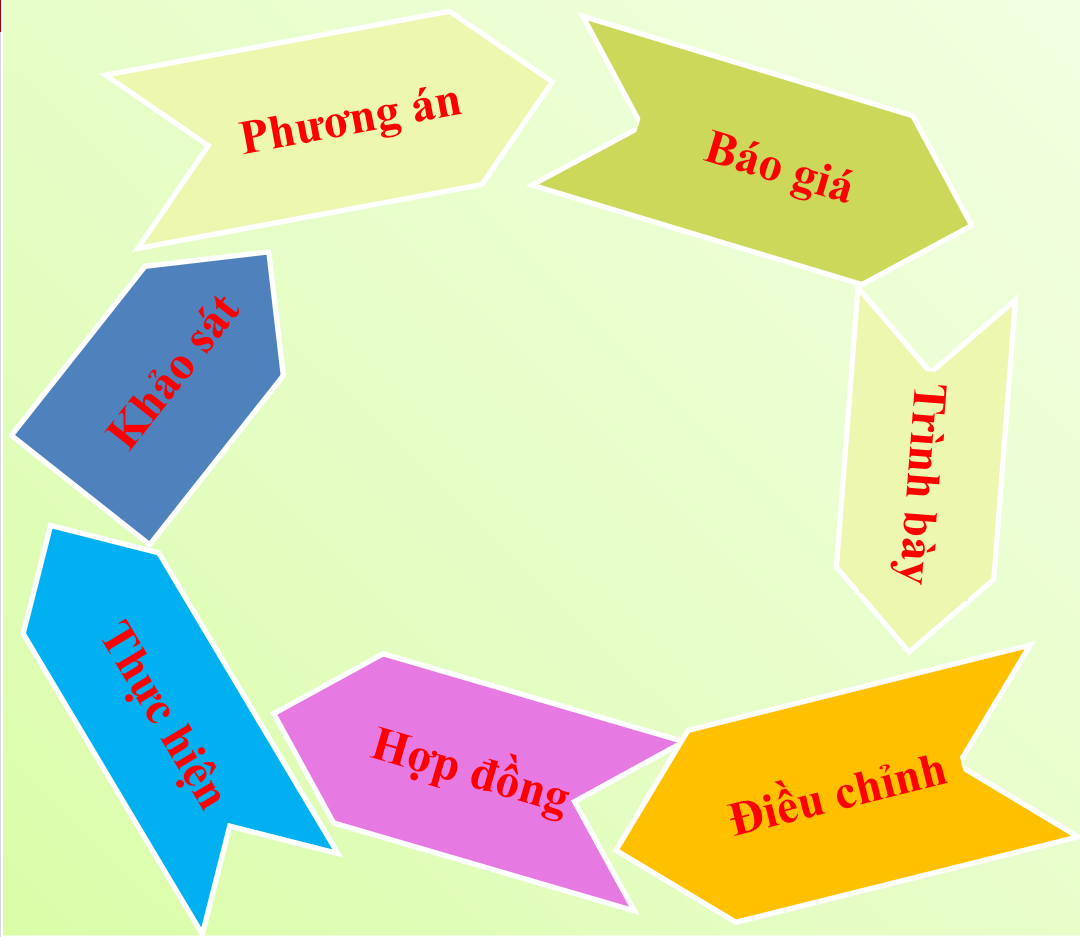 Phương án
Báo giá
Khảo sát
Trình bày
Thực hiện
Hợp đồng
Điều chỉnh